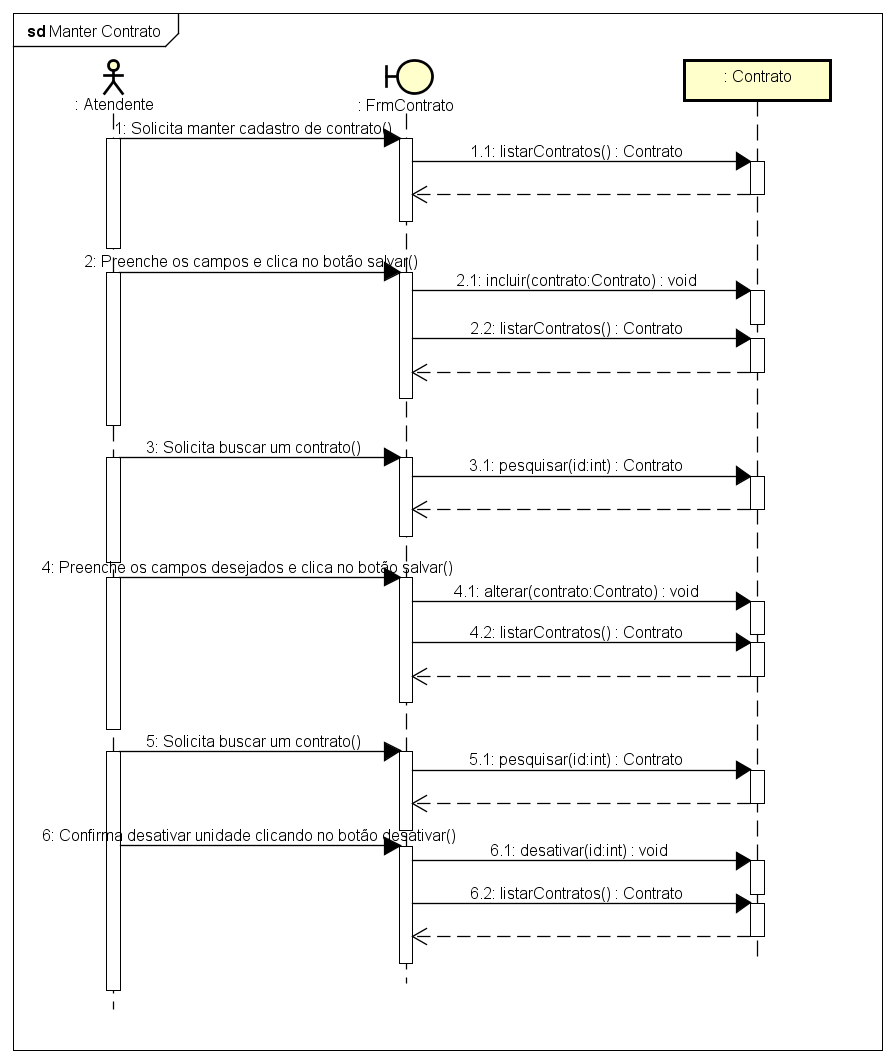 sd Manter Contrato
: Atendente
: FrmContrato
: Contrato
1: Solicita manter cadastro de contrato()
1.1: listarContratos() : Contrato
2: Preenche os campos e clica no botão salvar()
2.1: incluir(contrato:Contrato) : void
2.2: listarContratos() : Contrato
3: Solicita buscar um contrato()
3.1: pesquisar(id:int) : Contrato
4: Preenche os campos desejados e clica no botão salvar()
4.1: alterar(contrato:Contrato) : void
4.2: listarContratos() : Contrato
5: Solicita buscar um contrato()
5.1: pesquisar(id:int) : Contrato
6: Confirma desativar unidade clicando no botão desativar()
6.1: desativar(id:int) : void
6.2: listarContratos() : Contrato